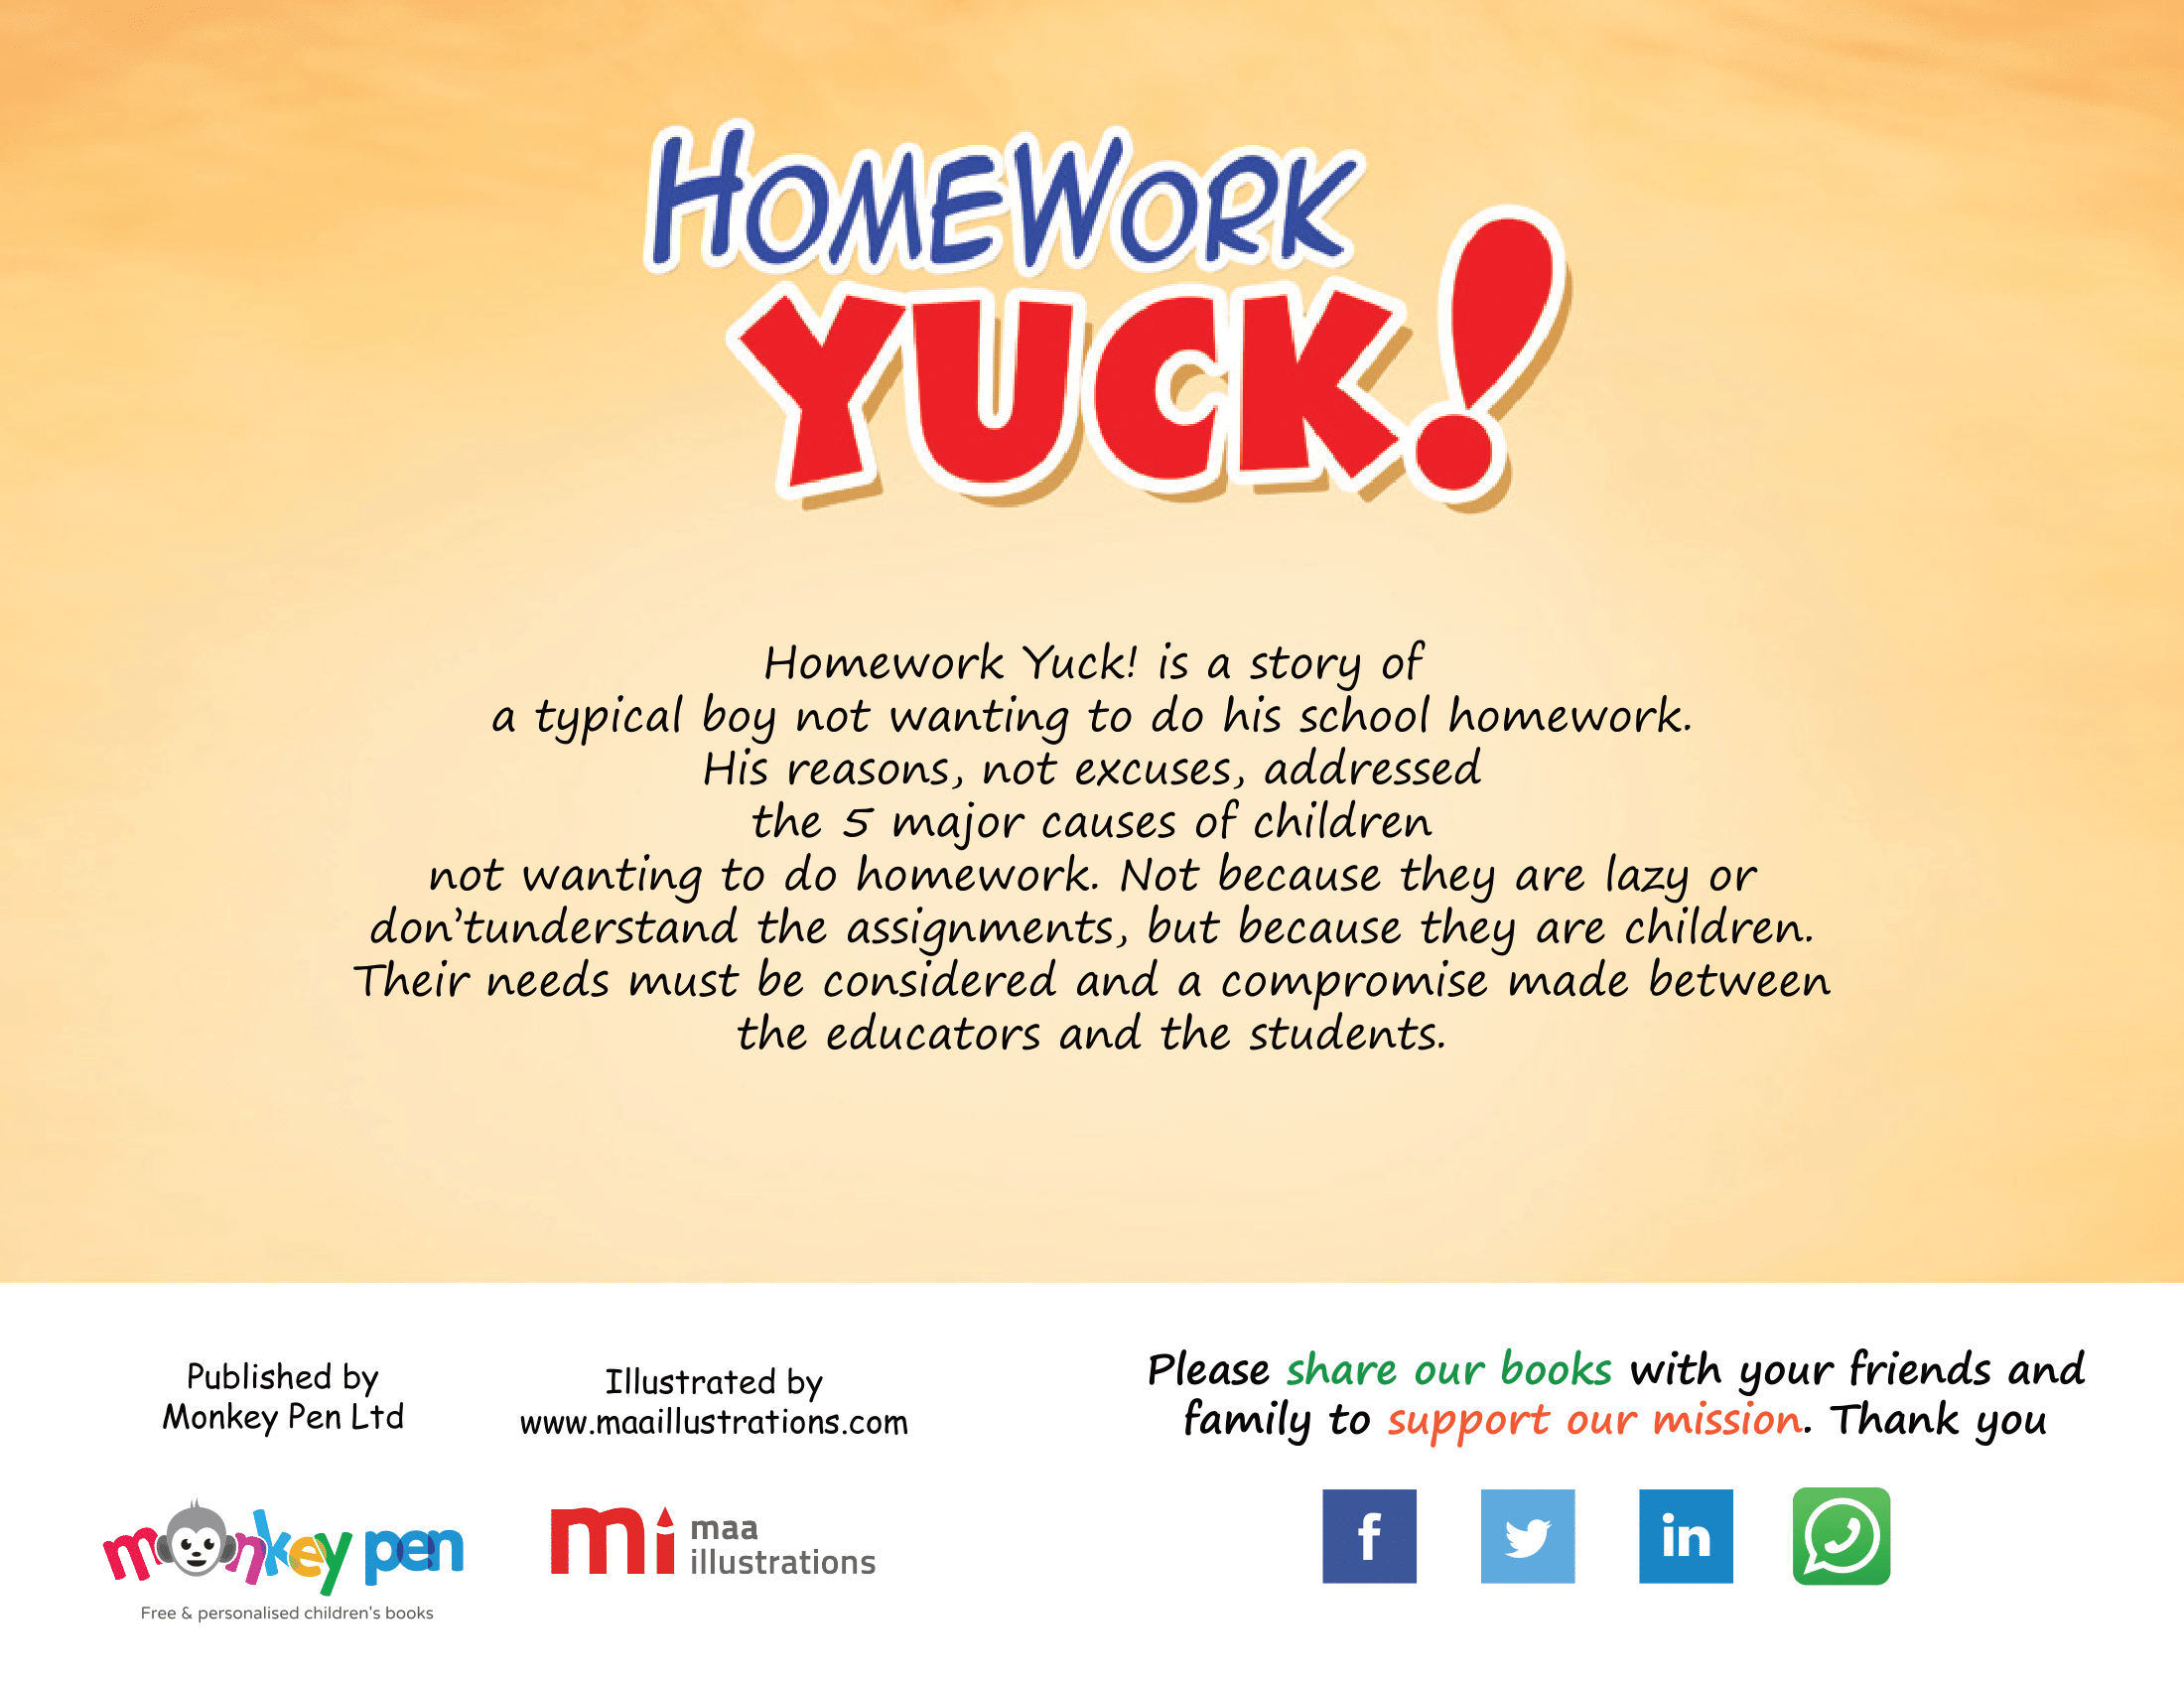 HOMEWORK
YUCK!
Homework Yuck! is a story of
a typical boy not wanting to do his school homework.
His reasons, not excuses, addressed
the 5 major causes of children
not wanting to do homework. Not because they are lazy or
don’tunderstand the assignments, but because they are children.
Their needs must be considered and a compromise made between
the educators and the students.
Published by
Monkey Pen Ltd
monkey pen
Free & personalised children's books
Illustrated by
www.maaillustrations.com
mi maa
illustrations
Please share our books with your friends and
family to support our mission. Thank you
f
in